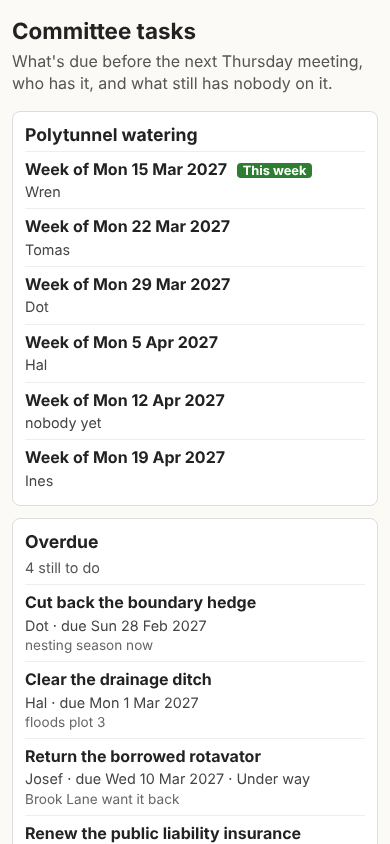 Committee tasks
What's due before the next Thursday meeting,
who has it, and what still has nobody on it.
Polytunnel watering
Week of Mon 15 Mar 2027 This week
Wren
Week of Mon 22 Mar 2027
Tomas
Week of Mon 29 Mar 2027
Dot
Week of Mon 5 Apr 2027
Hal
Week of Mon 12 Apr 2027
nobody yet
Week of Mon 19 Apr 2027
Ines
Overdue
4 still to do
Cut back the boundary hedge
Dot · due Sun 28 Feb 2027
nesting season now
Clear the drainage ditch
Hal · due Mon 1 Mar 2027
floods plot 3
Return the borrowed rotavator
Josef · due Wed 10 Mar 2027 · Under way
Brook Lane want it back
Renew the public liability insurance